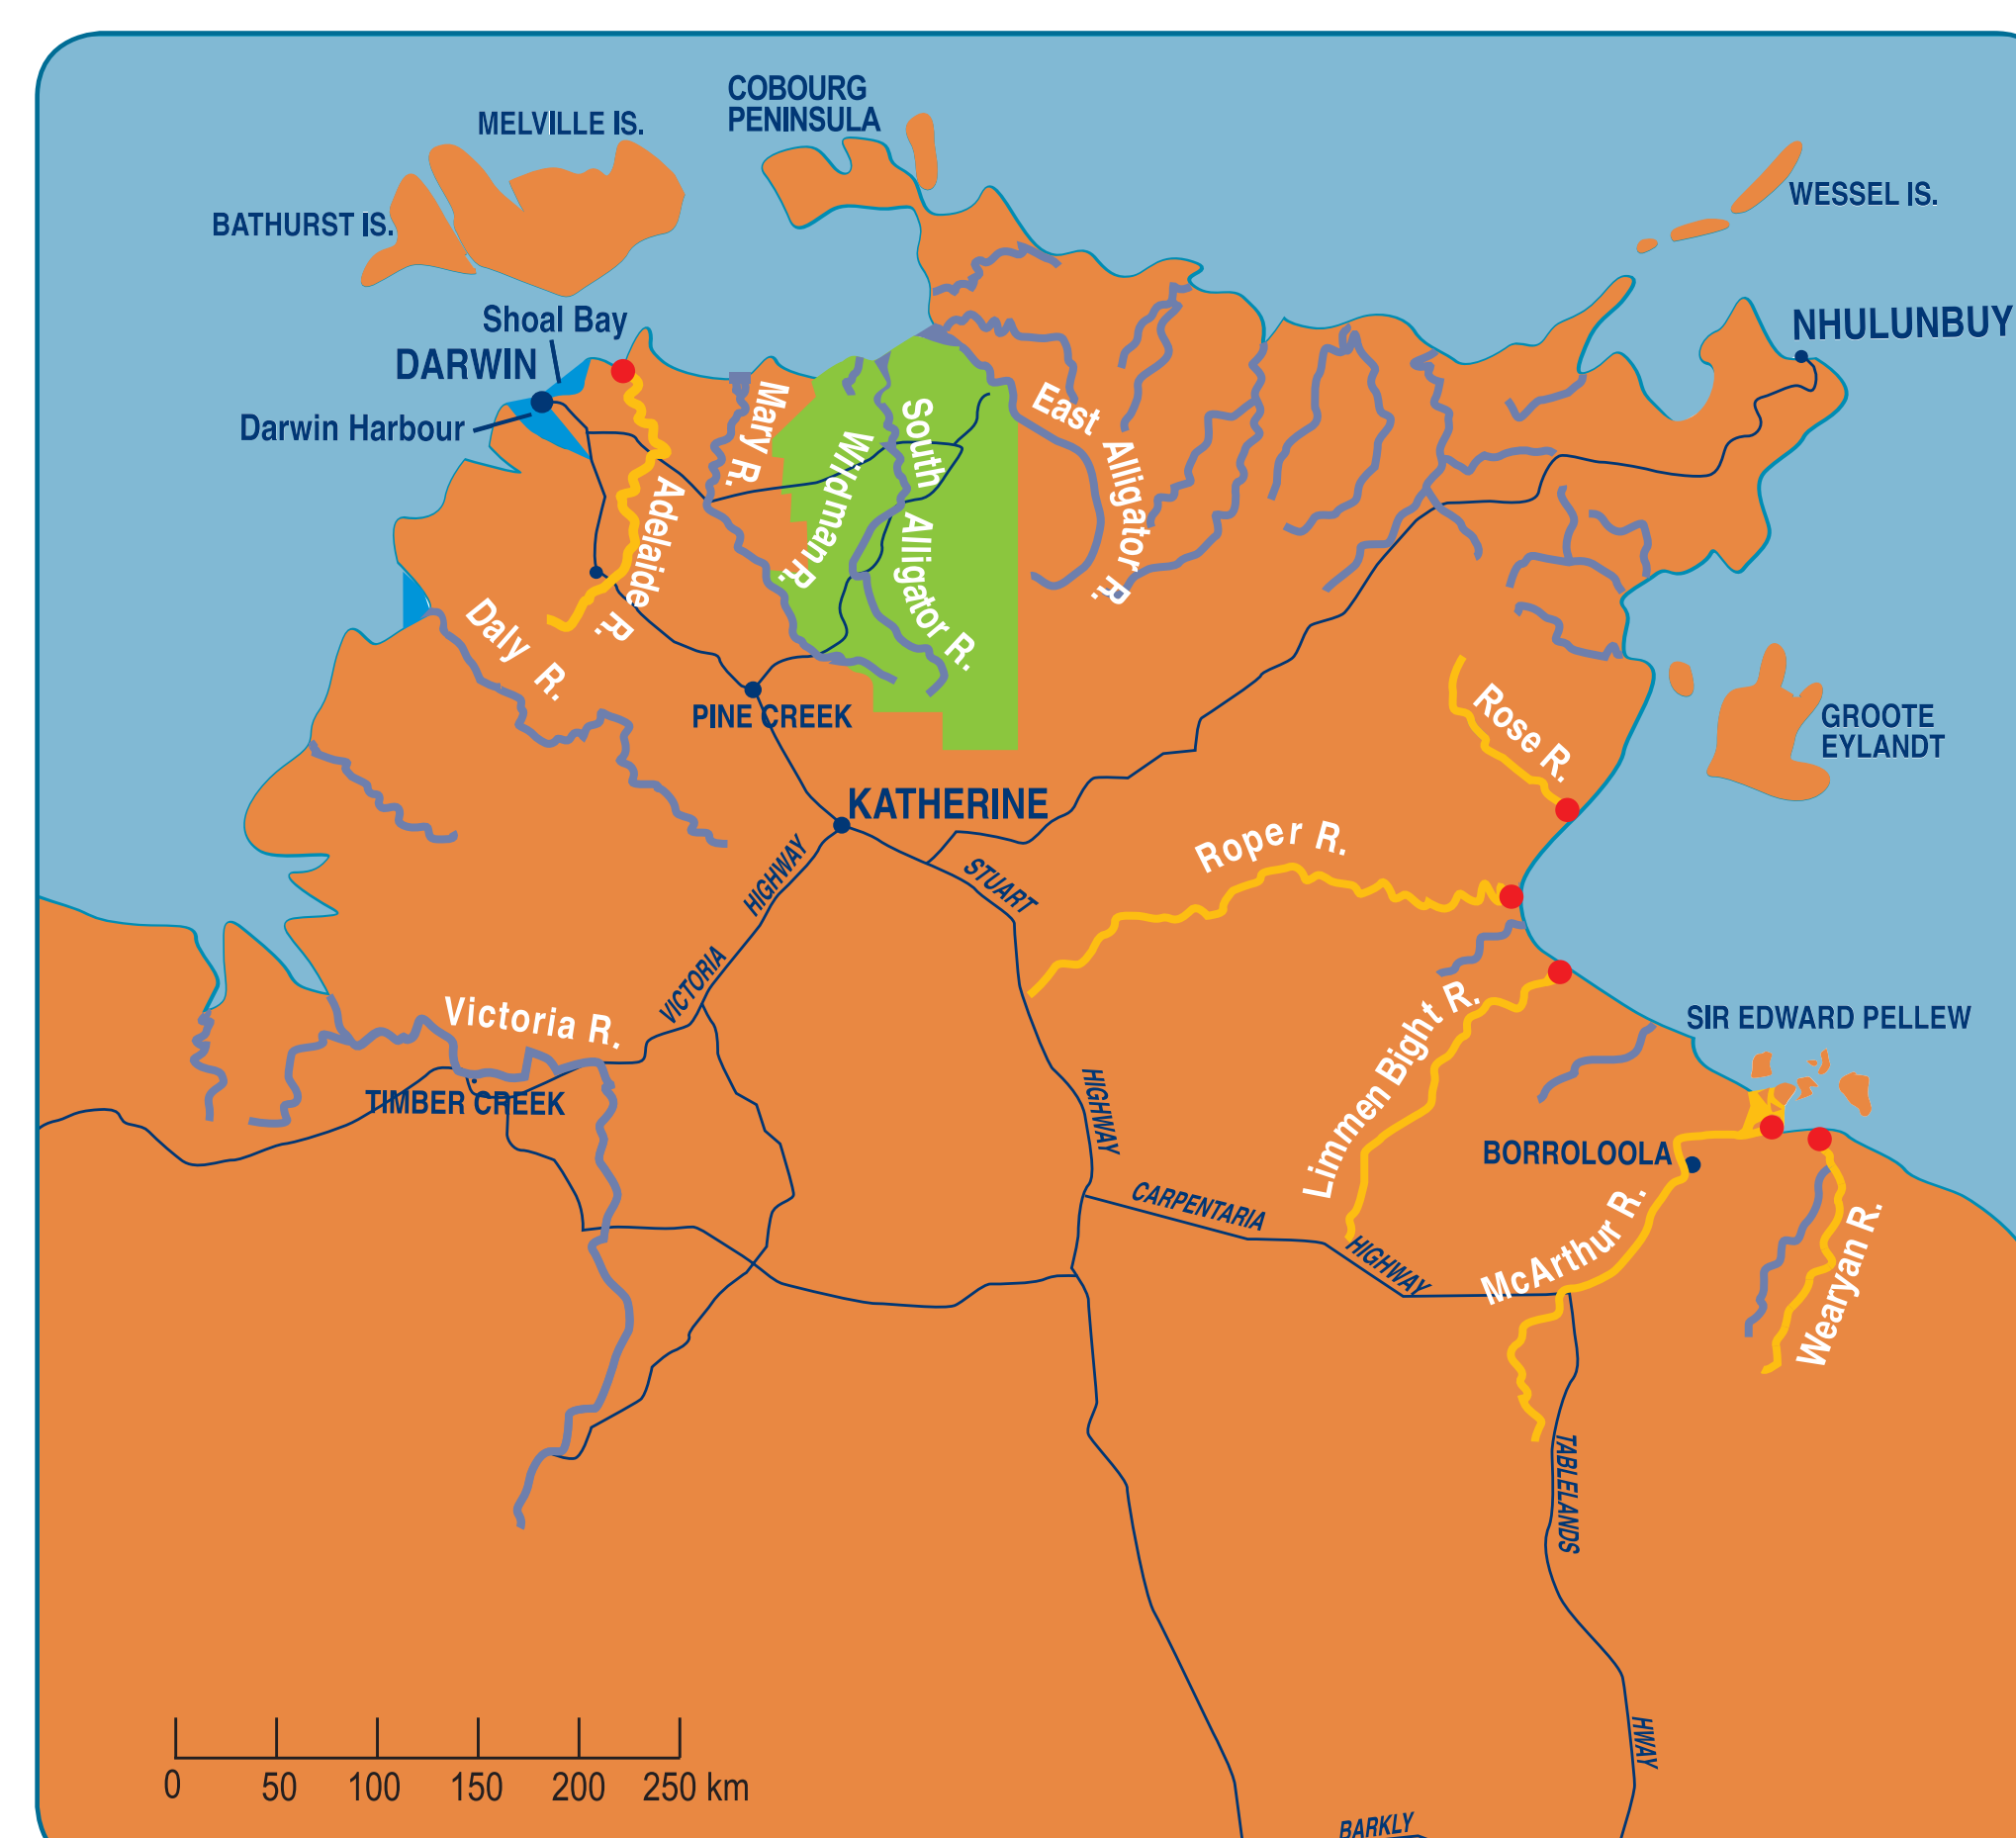 COBOURG
PENINSULA
MELVILLE IS.
WESSEL IS.
BATHURST IS.
Shoal Bay
NHULUNBUY
DARWIN
Darwin Harbour
Mary R.
Wildman R.
South Alligator R.
East Alligator R.
Adelaide R.
Daly R.
PINE CREEK
Rose R.
GROOTE
EYLANDT
KATHERINE
Roper R.
HIGHWAY
STUART
VICTORIA
Victoria R.
Limmen Bight R.
SIR EDWARD PELLEW
TIMBER CREEK
HIGHWAY
BORROLOOLA
CARPENTARIA
HIGHWAY
McArthur R.
Wearyan R.
TABLELANDS
HWAY
0 50 100 150 200 250 km
BARKLY